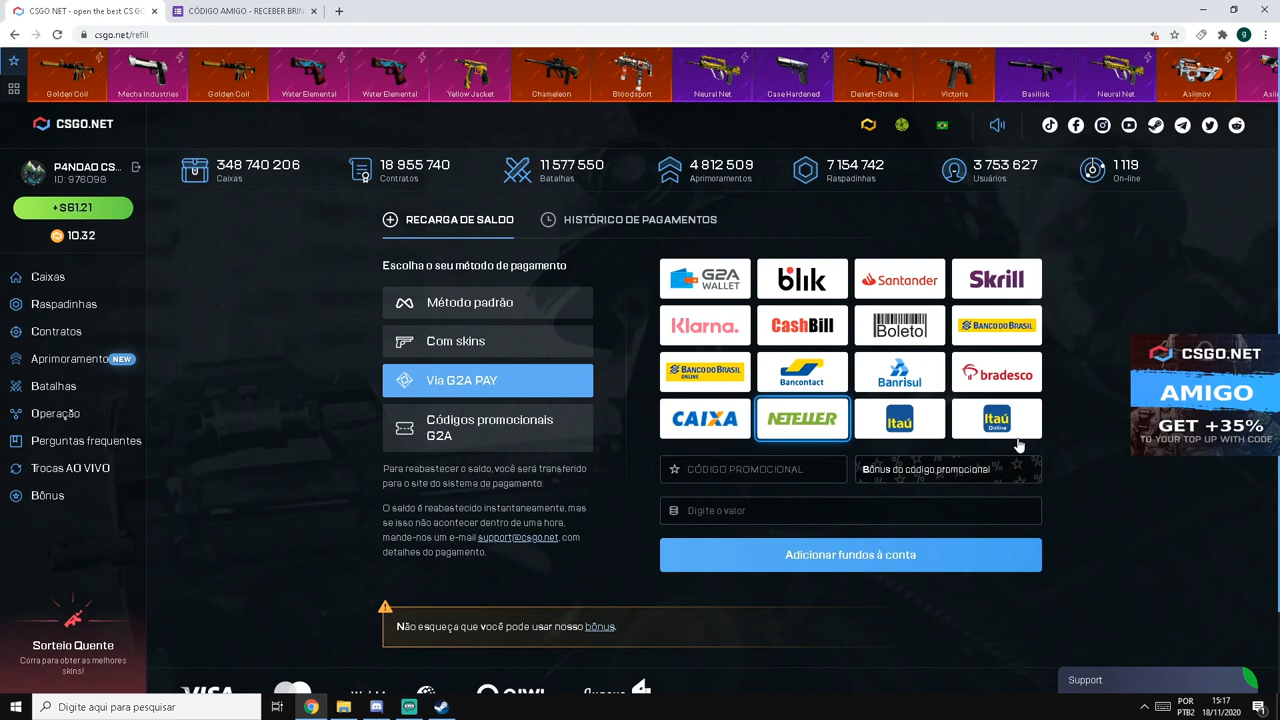 CSGO NET - open the best CS GO
CÓDIGO AMIGO - RECEBER BRIN
csgo.net/refill
Golden Coil
Mecha Industries
Golden Coil
Water Elemental
Water Elemental
Yellow Jacket
Chameleon
Bloodsport
Neural Net
Case Hardened
Desert-Strike
Victoria
Basilisk
Neural Net
Asiimov
Asii
CSGO.NET
P4NDAO CS...
ID: 976098
+$61.21
10.32
348 740 206
Caixas
18 955 740
Contratos
11 577 550
Batalhas
4 812 509
Aprimoramentos
7 154 742
Raspadinhas
3 753 627
Usuários
1 119
On-line
Caixas
Raspadinhas
Contratos
Aprimoramento NEW
Batalhas
Operação
Perguntas frequentes
Trocas AO VIVO
Bônus
Sorteio Quente
Corra para obter as melhores
skins!
RECARGA DE SALDO
HISTÓRICO DE PAGAMENTOS
Escolha o seu método de pagamento
Método padrão
Com skins
Via G2A PAY
Códigos promocionais
G2A
Para reabastecer o saldo, você será transferido
para o site do sistema de pagamento.
O saldo é reabastecido instantaneamente, mas
se isso não acontecer dentro de uma hora,
mande-nos um e-mail support@csgo.net, com
detalhes do pagamento.
G2A
WALLET
blik
Santander
Skrill
Klarna.
CashBill
Boleto
BANCO DO BRASIL
BANCO DO BRASIL
ONLINE
Bancontact
Banrisul
bradesco
CAIXA
NETELLER
Itaú
Itaú
Online
CÓDIGO PROMOCIONAL
Bônus do código promocional
Digite o valor
Adicionar fundos à conta
Não esqueça que você pode usar nosso bônus.
CSGO.NET
AMIGO
GET +35%
TO YOUR TOP UP WITH CODE
VISA
QIWI
Support
Digite aqui para pesquisar
POR
PTB2
15:17
18/11/2020